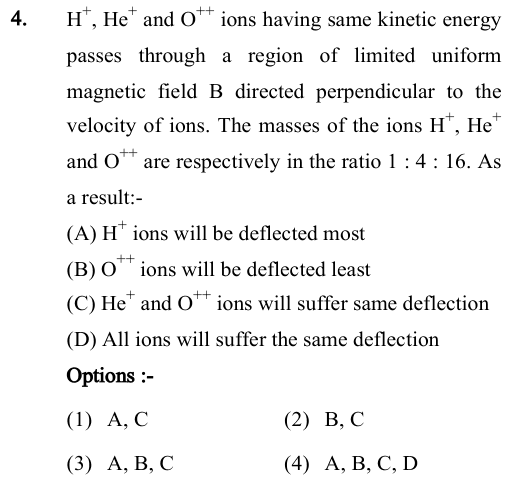 4. H⁺, He⁺ and O⁺⁺ ions having same kinetic energy
passes through a region of limited uniform
magnetic field B directed perpendicular to the
velocity of ions. The masses of the ions H⁺, He⁺
and O⁺⁺ are respectively in the ratio 1 : 4 : 16. As
a result:-
(A) H⁺ ions will be deflected most
(B) O⁺⁺ ions will be deflected least
(C) He⁺ and O⁺⁺ ions will suffer same deflection
(D) All ions will suffer the same deflection
Options :-
(1) A, C (2) B, C
(3) A, B, C (4) A, B, C, D